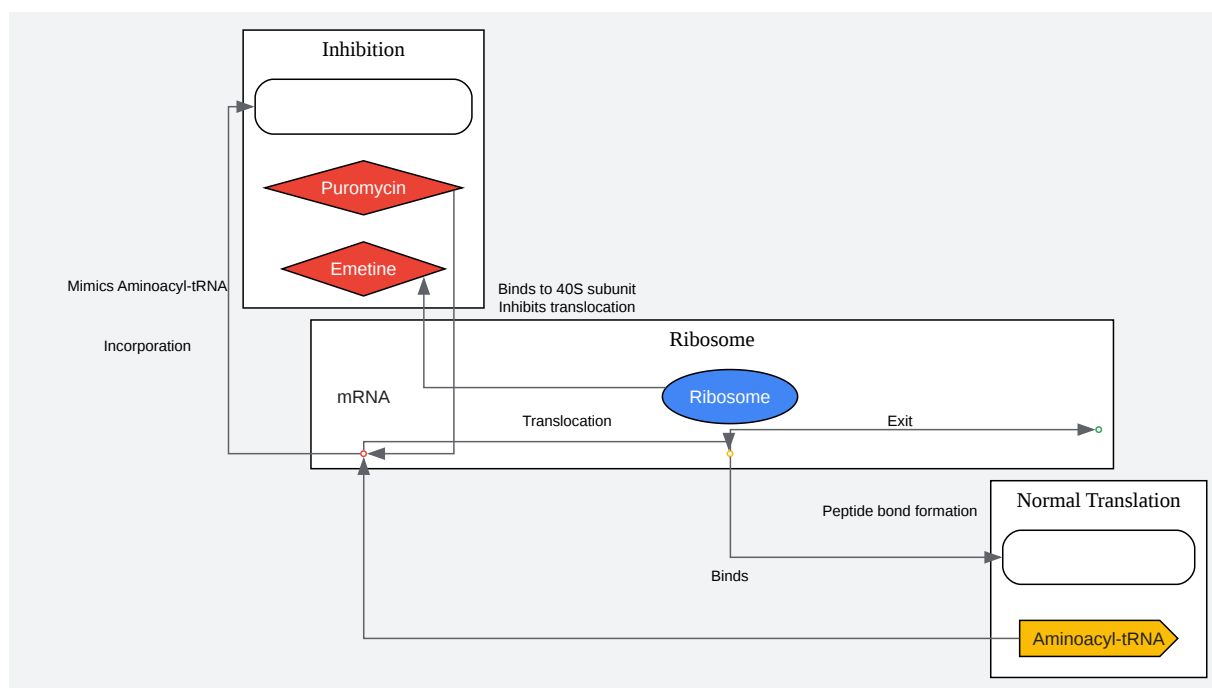 Inhibition
Puromycin
Emetine
Mimics Aminoacyl-tRNA
Binds to 40S subunit
Inhibits translocation
Incorporation
Ribosome
mRNA
Ribosome
Translocation
Exit
Normal Translation
Peptide bond formation
Binds
Aminoacyl-tRNA